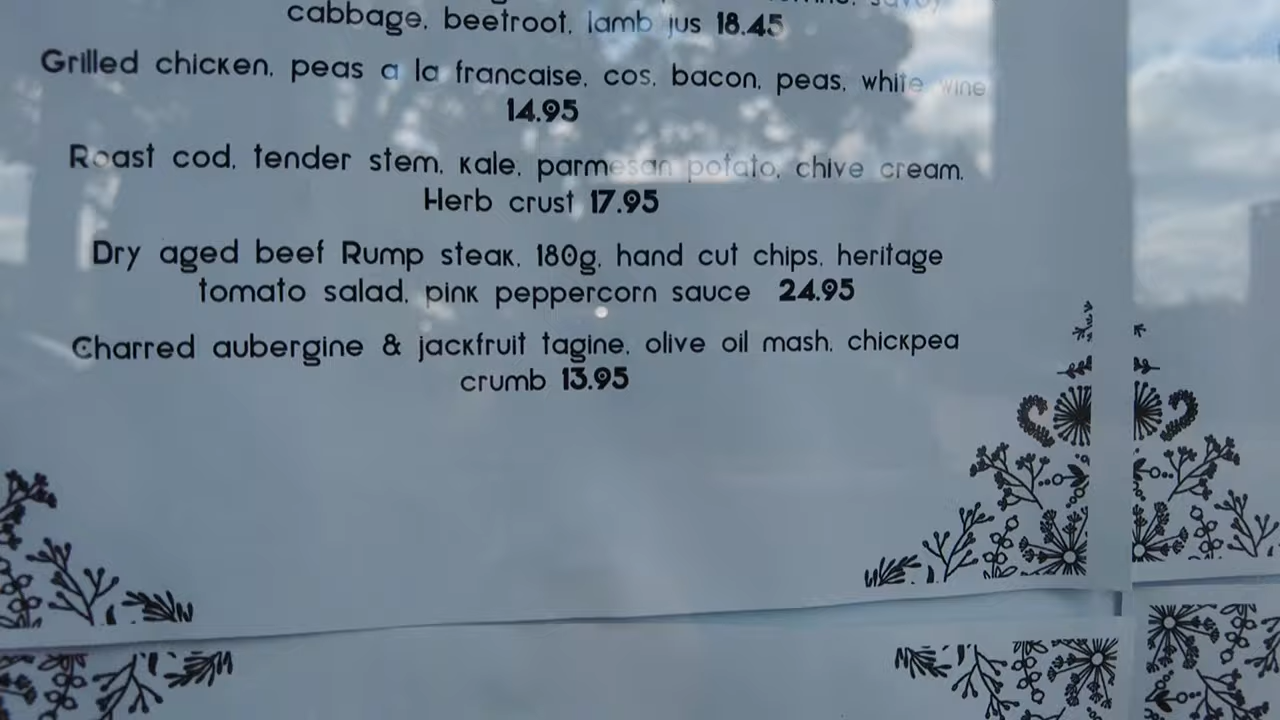 cabbage, beetroot, lamb jus 18.45
Grilled chicken, peas a la francaise, cos, bacon, peas, white wine
14.95
Roast cod, tender stem, kale, parmesan potato, chive cream,
Herb crust 17.95
Dry aged beef Rump steak, 180g, hand cut chips, heritage
tomato salad, pink peppercorn sauce 24.95
Charred aubergine & jackfruit tagine, olive oil mash, chickpea
crumb 13.95